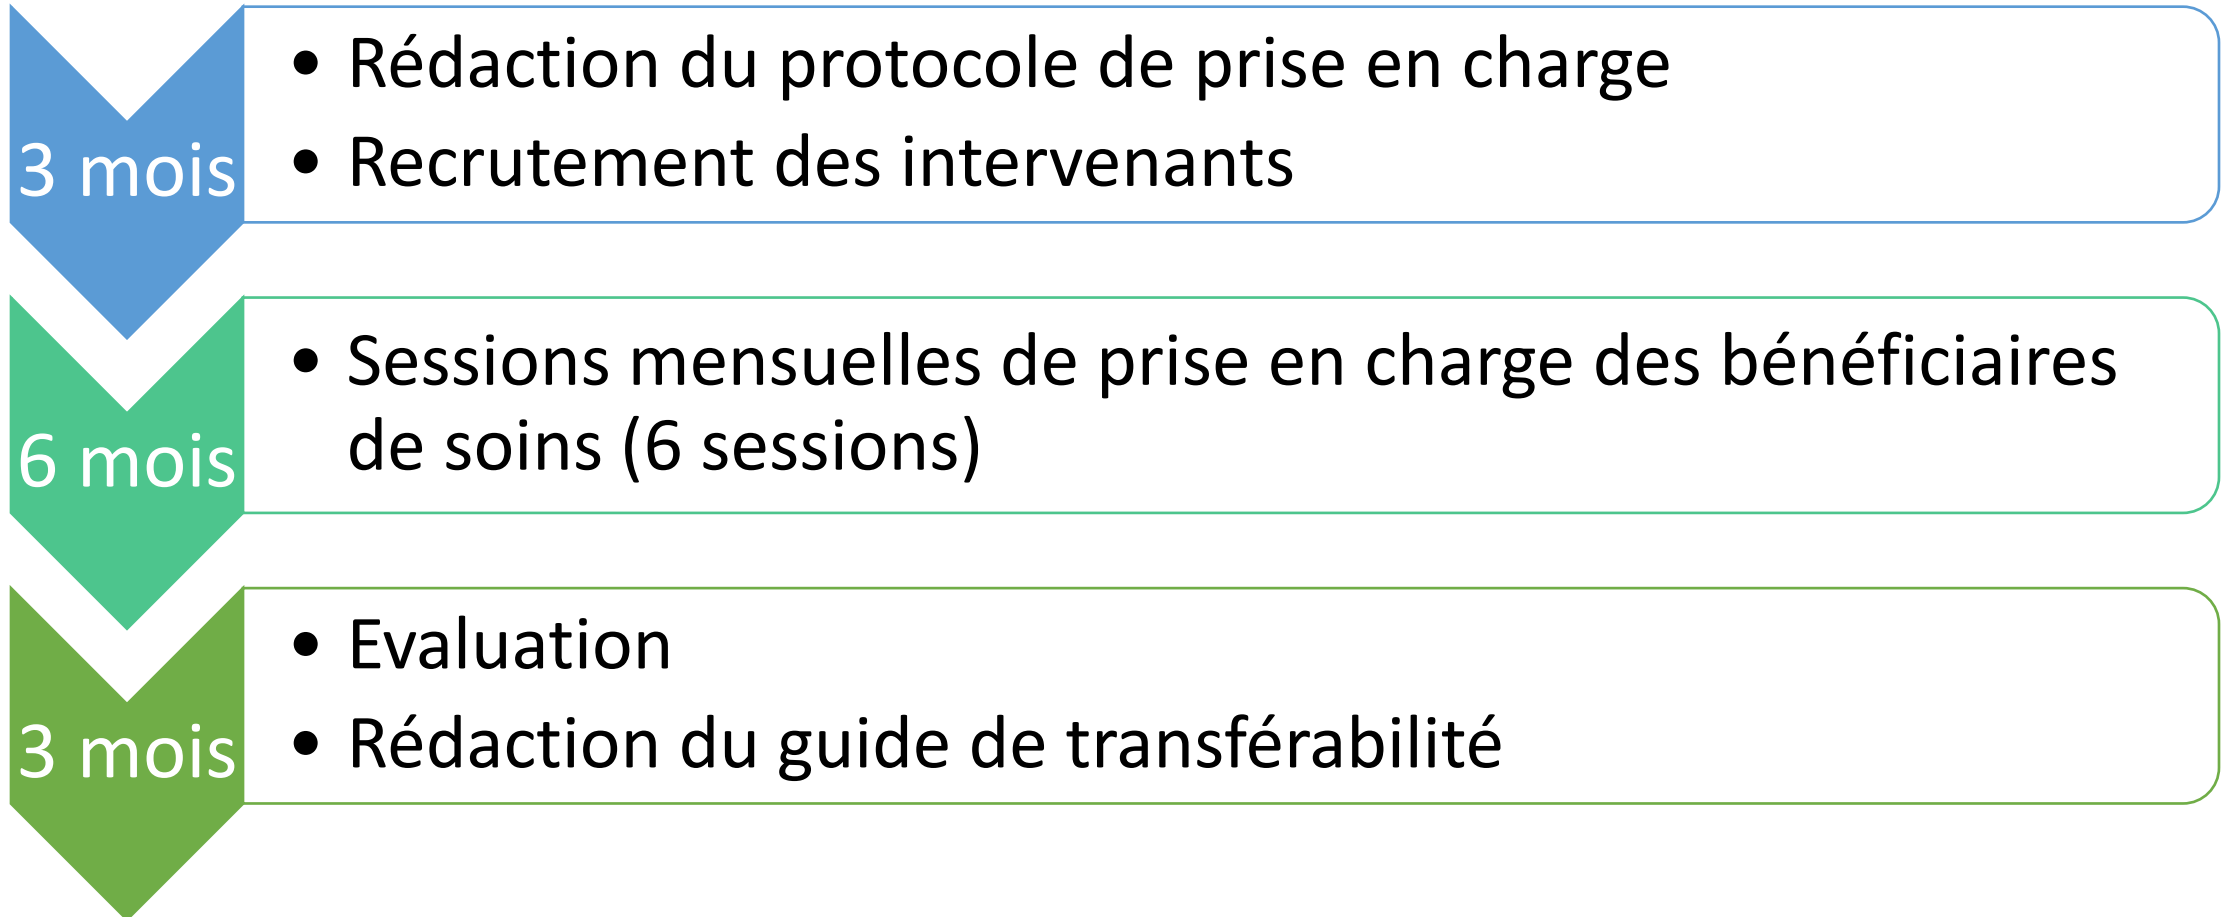 3 mois
• Rédaction du protocole de prise en charge
• Recrutement des intervenants
6 mois
• Sessions mensuelles de prise en charge des bénéficiaires
de soins (6 sessions)
3 mois
• Evaluation
• Rédaction du guide de transférabilité